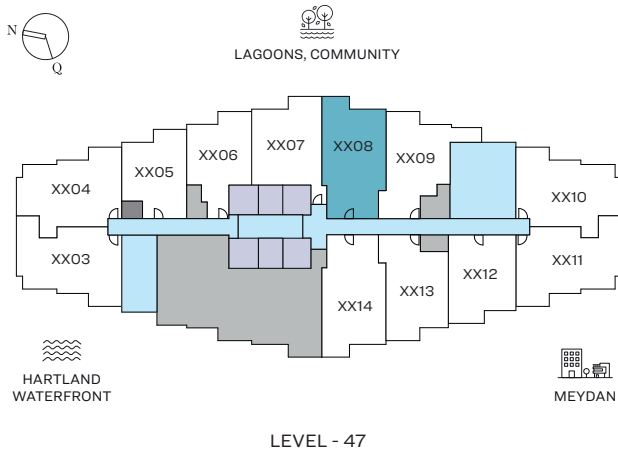 N
Q
LAGOONS, COMMUNITY
XX08
XX07
XX09
XX06
XX05
XX04
XX10
XX03
XX11
XX12
XX13
XX14
HARTLAND
WATERFRONT
MEYDAN
LEVEL - 47